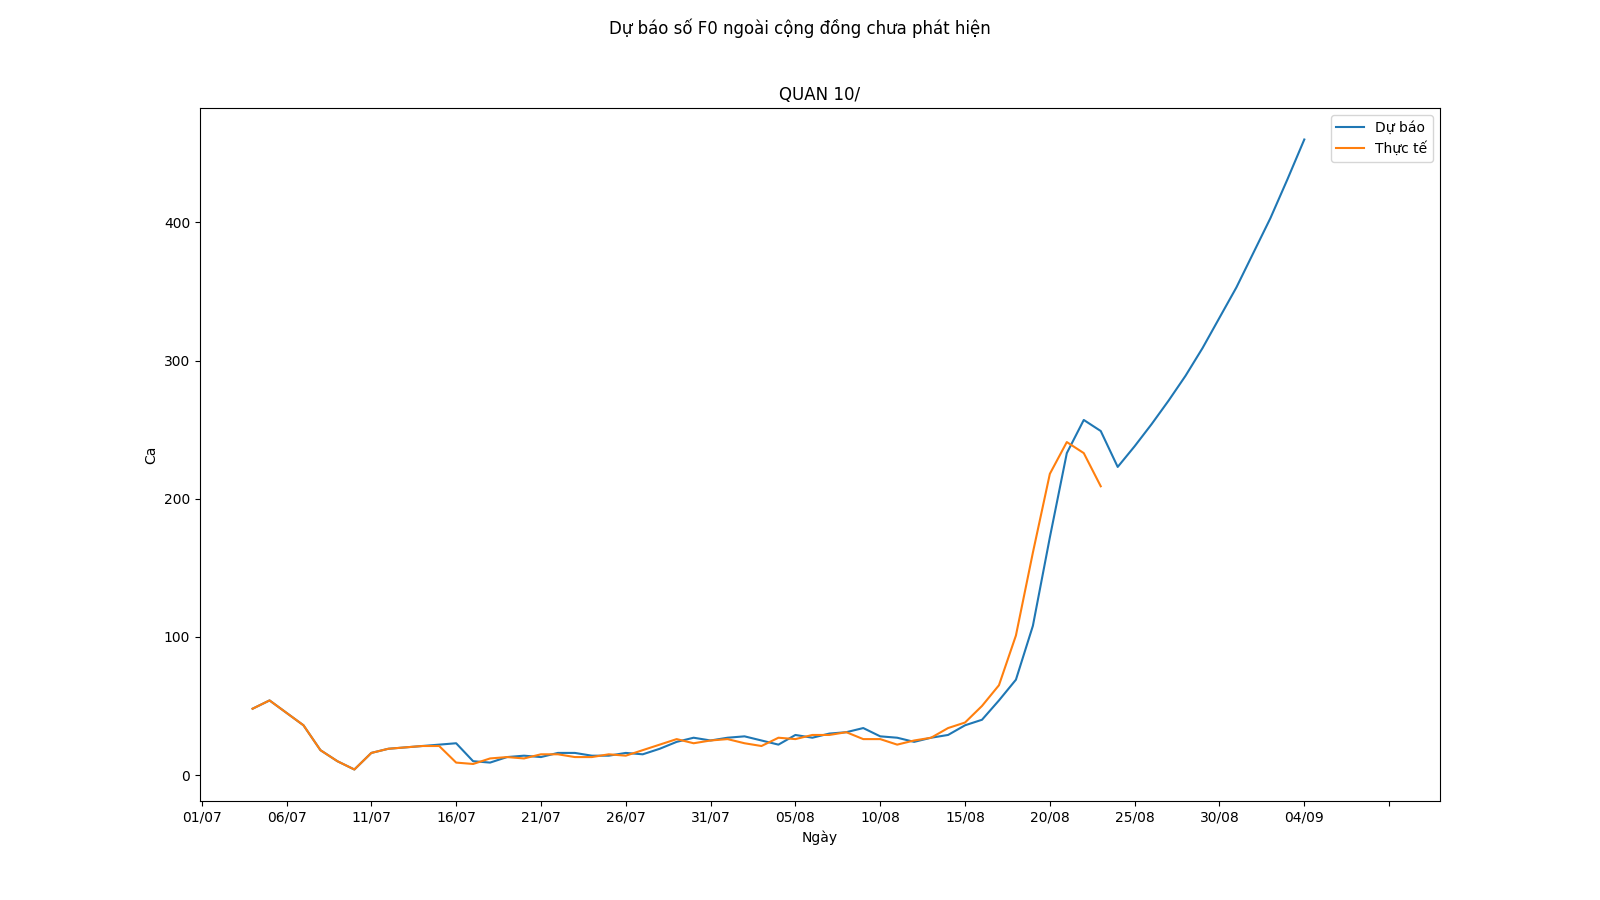 Dự báo số F0 ngoài cộng đồng chưa phát hiện
QUAN 10/
Dự báo
Thực tế
400
300
200
100
0
Ca
01/07 06/07 11/07 16/07 21/07 26/07 31/07 05/08 10/08 15/08 20/08 25/08 30/08 04/09
Ngày